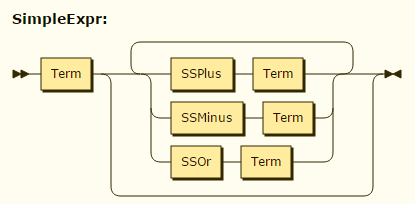 SimpleExpr:
Term SSPlus Term
SSMinus Term
SSOr Term